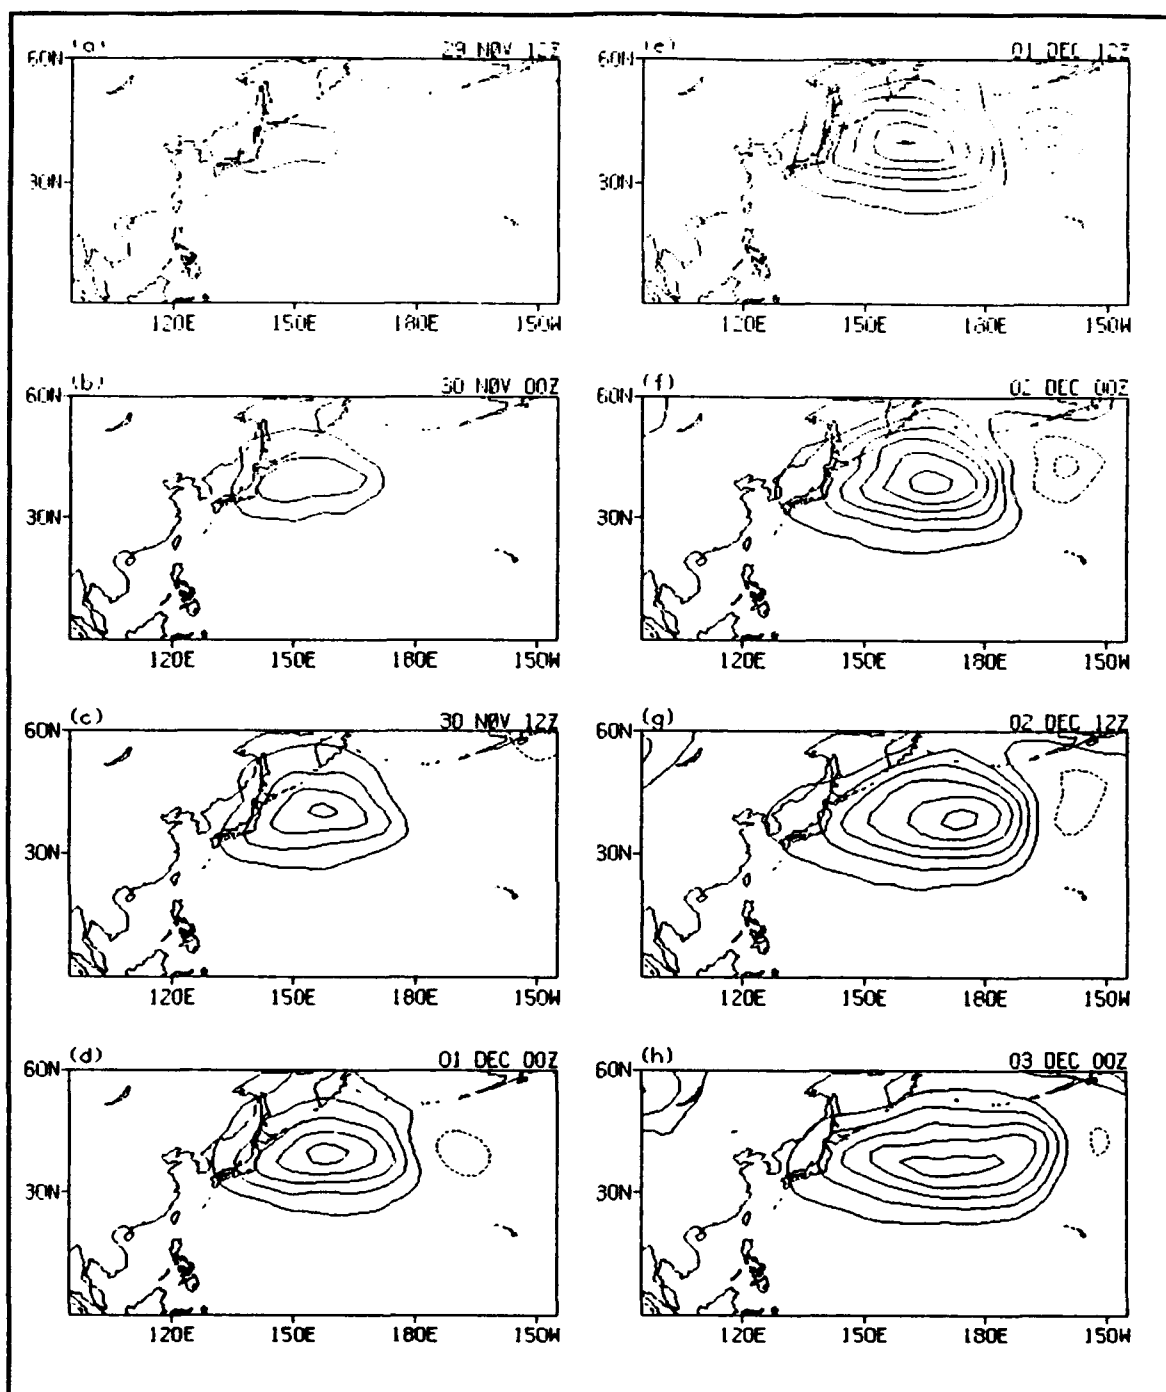 (a) 29 NOV 12Z
60N
30N
120E 150E 180E 150W
(b) 30 NOV 00Z
60N
30N
120E 150E 180E 150W
(c) 30 NOV 12Z
60N
30N
120E 150E 180E 150W
(d) 01 DEC 00Z
60N
30N
120E 150E 180E 150W
(e) 01 DEC 12Z
60N
30N
120E 150E 180E 150W
(f) 02 DEC 00Z
60N
30N
120E 150E 180E 150W
(g) 02 DEC 12Z
60N
30N
120E 150E 180E 150W
(h) 03 DEC 00Z
60N
30N
120E 150E 180E 150W